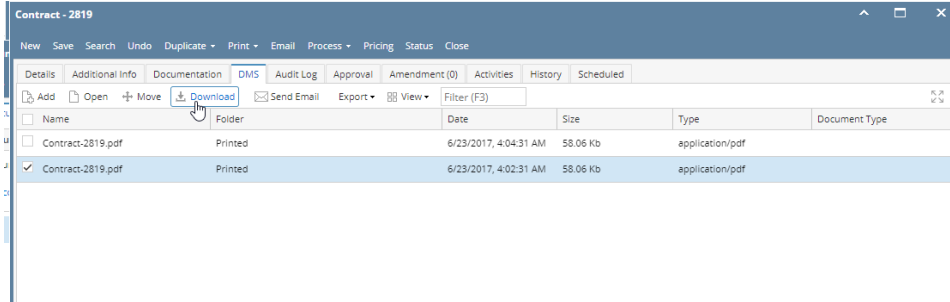 Contract - 2819
New Save Search Undo Duplicate Print Email Process Pricing Status Close
Details Additional Info Documentation DMS Audit Log Approval Amendment (0) Activities History Scheduled
Add Open Move Download Send Email Export View Filter (F3)
Name Folder Date Size Type Document Type
Contract-2819.pdf Printed 6/23/2017, 4:04:31 AM 58.06 Kb application/pdf
Contract-2819.pdf Printed 6/23/2017, 4:02:31 AM 58.06 Kb application/pdf